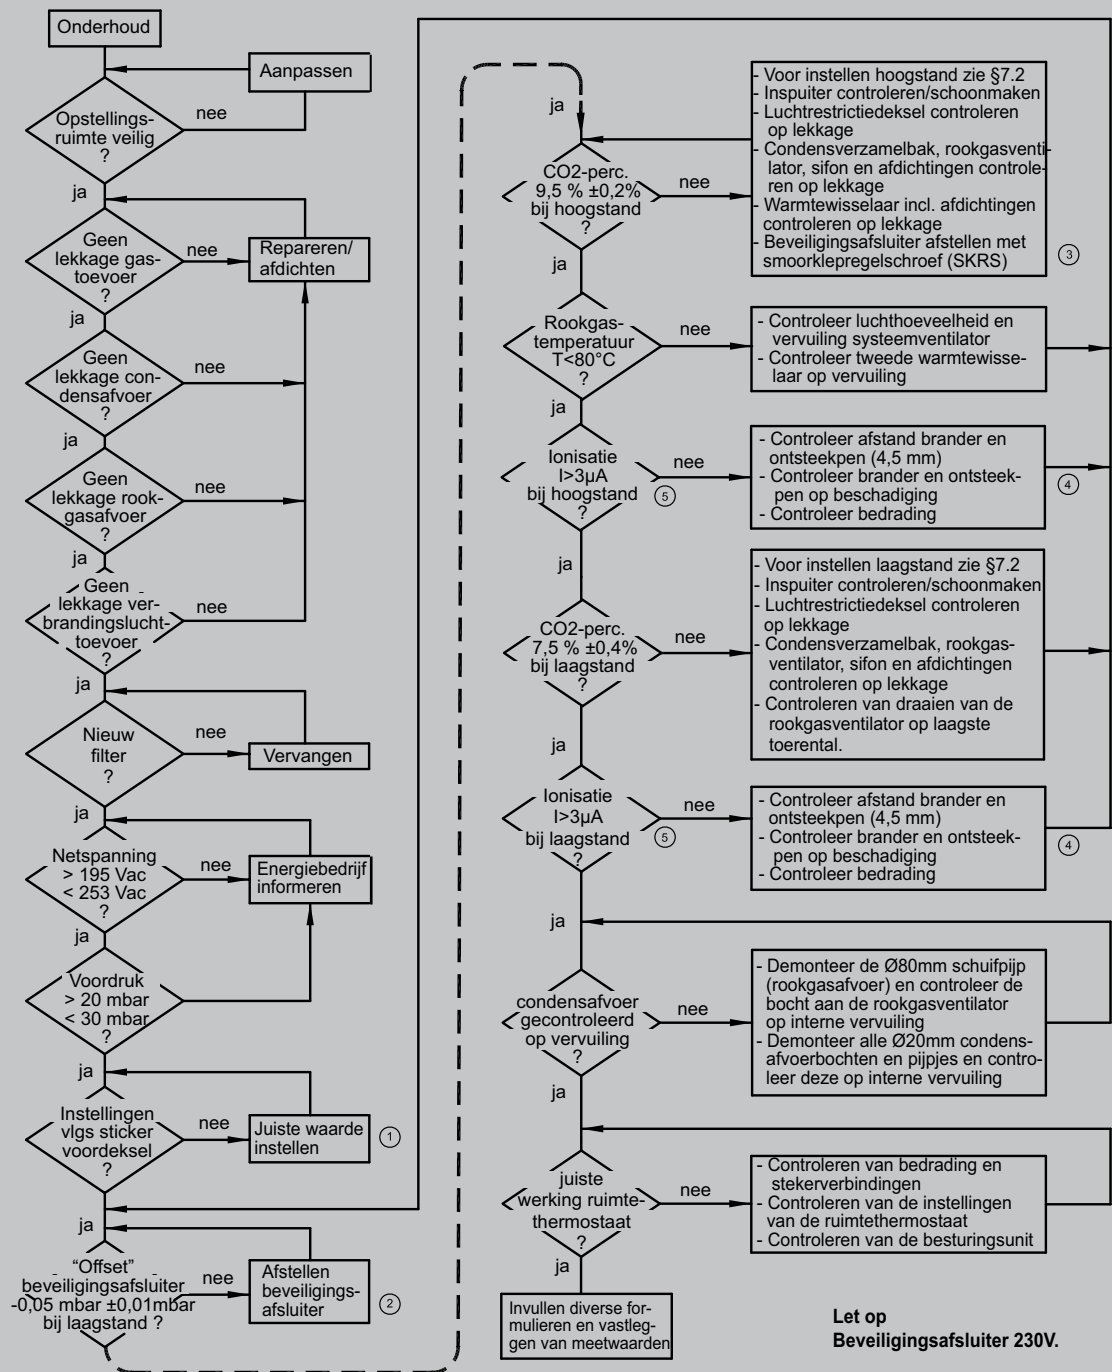 Onderhoud
Aanpassen
Opstellings-
ruimte veilig
?
nee
ja
Geen
lekkage gas-
toevoer
?
nee
Repareren/
afdichten
ja
Geen
lekkage con-
densafvoer
?
nee
ja
Geen
lekkage rook-
gasafvoer
?
nee
ja
Geen
lekkage ver-
brandingslucht-
toevoer
?
nee
ja
Nieuw
filter
?
nee
Vervangen
ja
Netspanning
> 195 Vac
< 253 Vac
?
nee
Energiebedrijf
informeren
ja
Voordruk
> 20 mbar
< 30 mbar
?
ja
Instellingen
vlgs sticker
voordeksel
?
nee
Juiste waarde
instellen
1
ja
“Offset”
beveiligingsafsluiter
-0,05 mbar ±0,01mbar
bij laagstand ?
nee
Afstellen
beveiligings-
afsluiter
2
ja
CO2-perc.
9,5 % ±0,2%
bij hoogstand
?
nee
- Voor instellen hoogstand zie §7.2
- Inspuiter controleren/schoonmaken
- Luchtrestrictiedeksel controleren
op lekkage
- Condensverzamelbak, rookgasventi-
lator, sifon en afdichtingen controle-
ren op lekkage
- Warmtewisselaar incl. afdichtingen
controleren op lekkage
- Beveiligingsafsluiter afstellen met
smoorklepregelschroef (SKRS)
3
ja
Rookgas-
temperatuur
T<80°C
?
nee
- Controleer luchthoeveelheid en
vervuiling systeemventilator
- Controleer tweede warmtewisse-
laar op vervuiling
ja
Ionisatie
I>3µA
bij hoogstand
?
nee
5
- Controleer afstand brander en
ontsteekpen (4,5 mm)
- Controleer brander en ontsteek-
pen op beschadiging
- Controleer bedrading
4
ja
CO2-perc.
7,5 % ±0,4%
bij laagstand
?
nee
- Voor instellen laagstand zie §7.2
- Inspuiter controleren/schoonmaken
- Luchtrestrictiedeksel controleren
op lekkage
- Condensverzamelbak, rookgas-
ventilator, sifon en afdichtingen
controleren op lekkage
- Controleren van draaien van de
rookgasventilator op laagste
toerental.
ja
Ionisatie
I>3µA
bij laagstand
?
nee
5
- Controleer afstand brander en
ontsteekpen (4,5 mm)
- Controleer brander en ontsteek-
pen op beschadiging
- Controleer bedrading
4
ja
condensafvoer
gecontroleerd
op vervuiling
?
nee
- Demonteer de Ø80mm schuifpijp
(rookgasafvoer) en controleer de
bocht aan de rookgasventilator
op interne vervuiling
- Demonteer alle Ø20mm condens-
afvoerbochten en pijpjes en contro-
leer deze op interne vervuiling
ja
juiste
werking ruimte-
thermostaat
?
nee
- Controleren van bedrading en
stekerverbindingen
- Controleren van de instellingen
van de ruimtethermostaat
- Controleren van de besturingsunit
ja
Invullen diverse for-
mulieren en vastleg-
gen van meetwaarden
Let op
Beveiligingsafsluiter 230V.